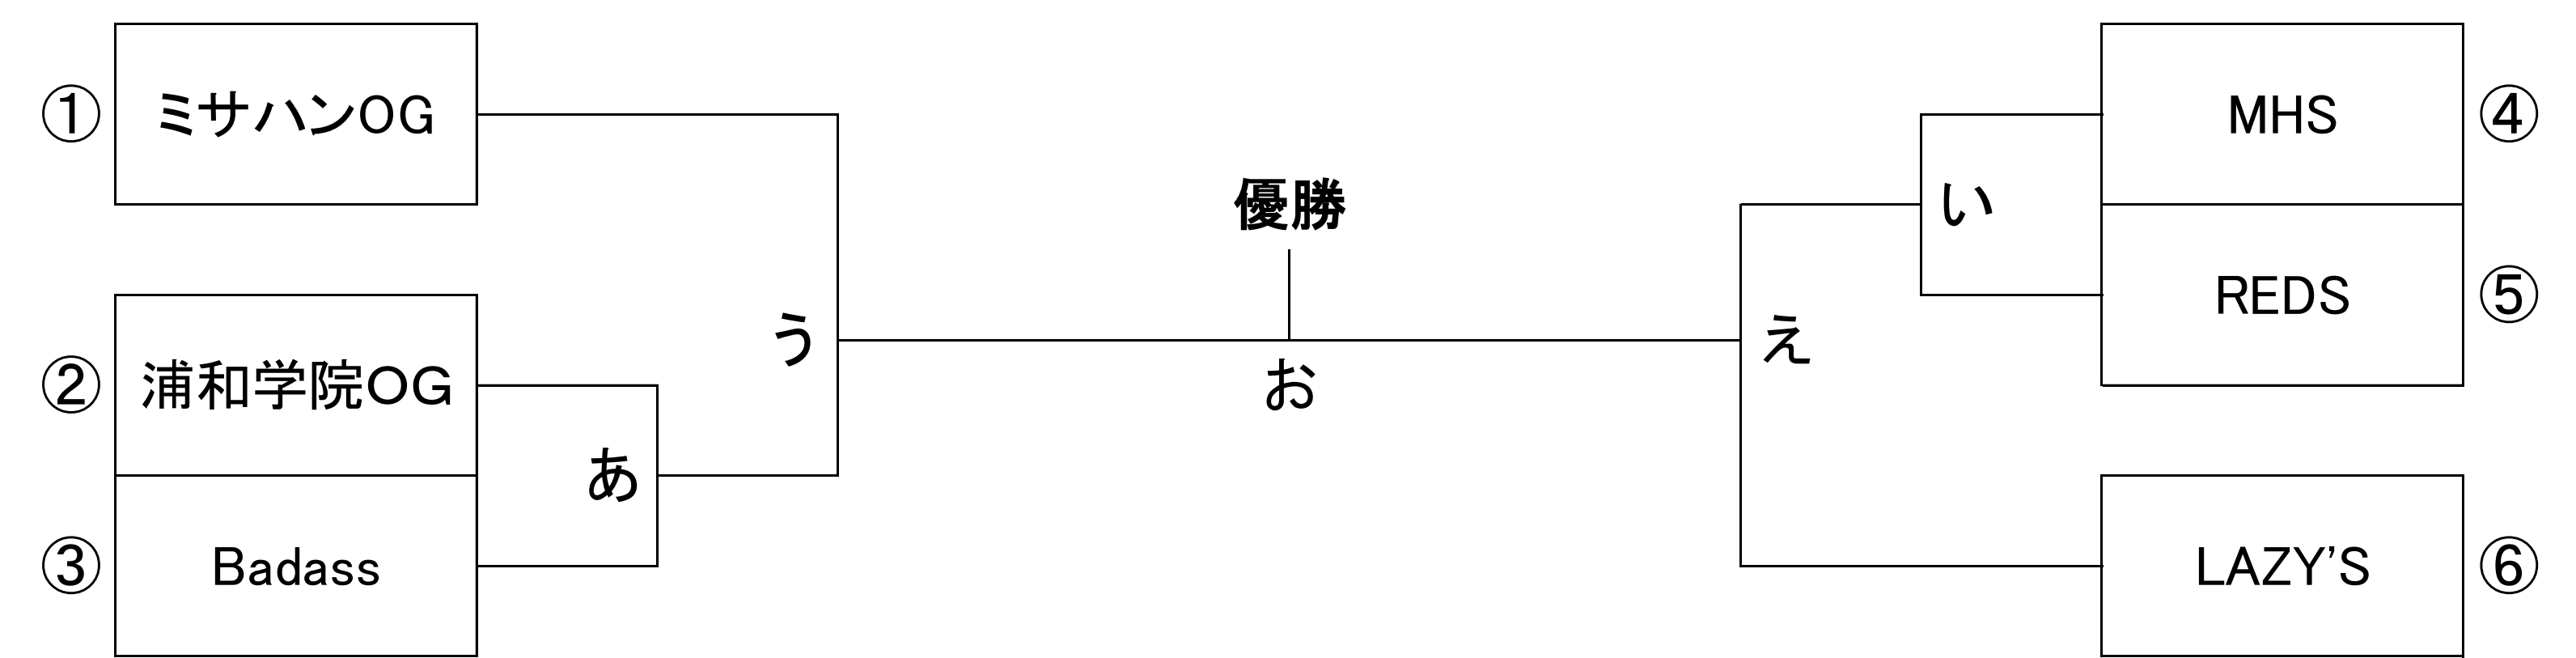 ① ミサハンOG
② 浦和学院OG
③ Badass
あ
う
優勝
お
え
い
MHS ④
REDS ⑤
LAZY'S ⑥